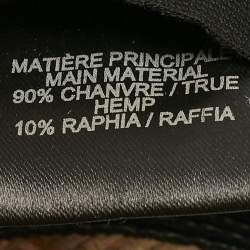 MATIÈRE PRINCIPALE
MAIN MATERIAL
90% CHANVRE / TRUE
HEMP
10% RAPHIA / RAFFIA